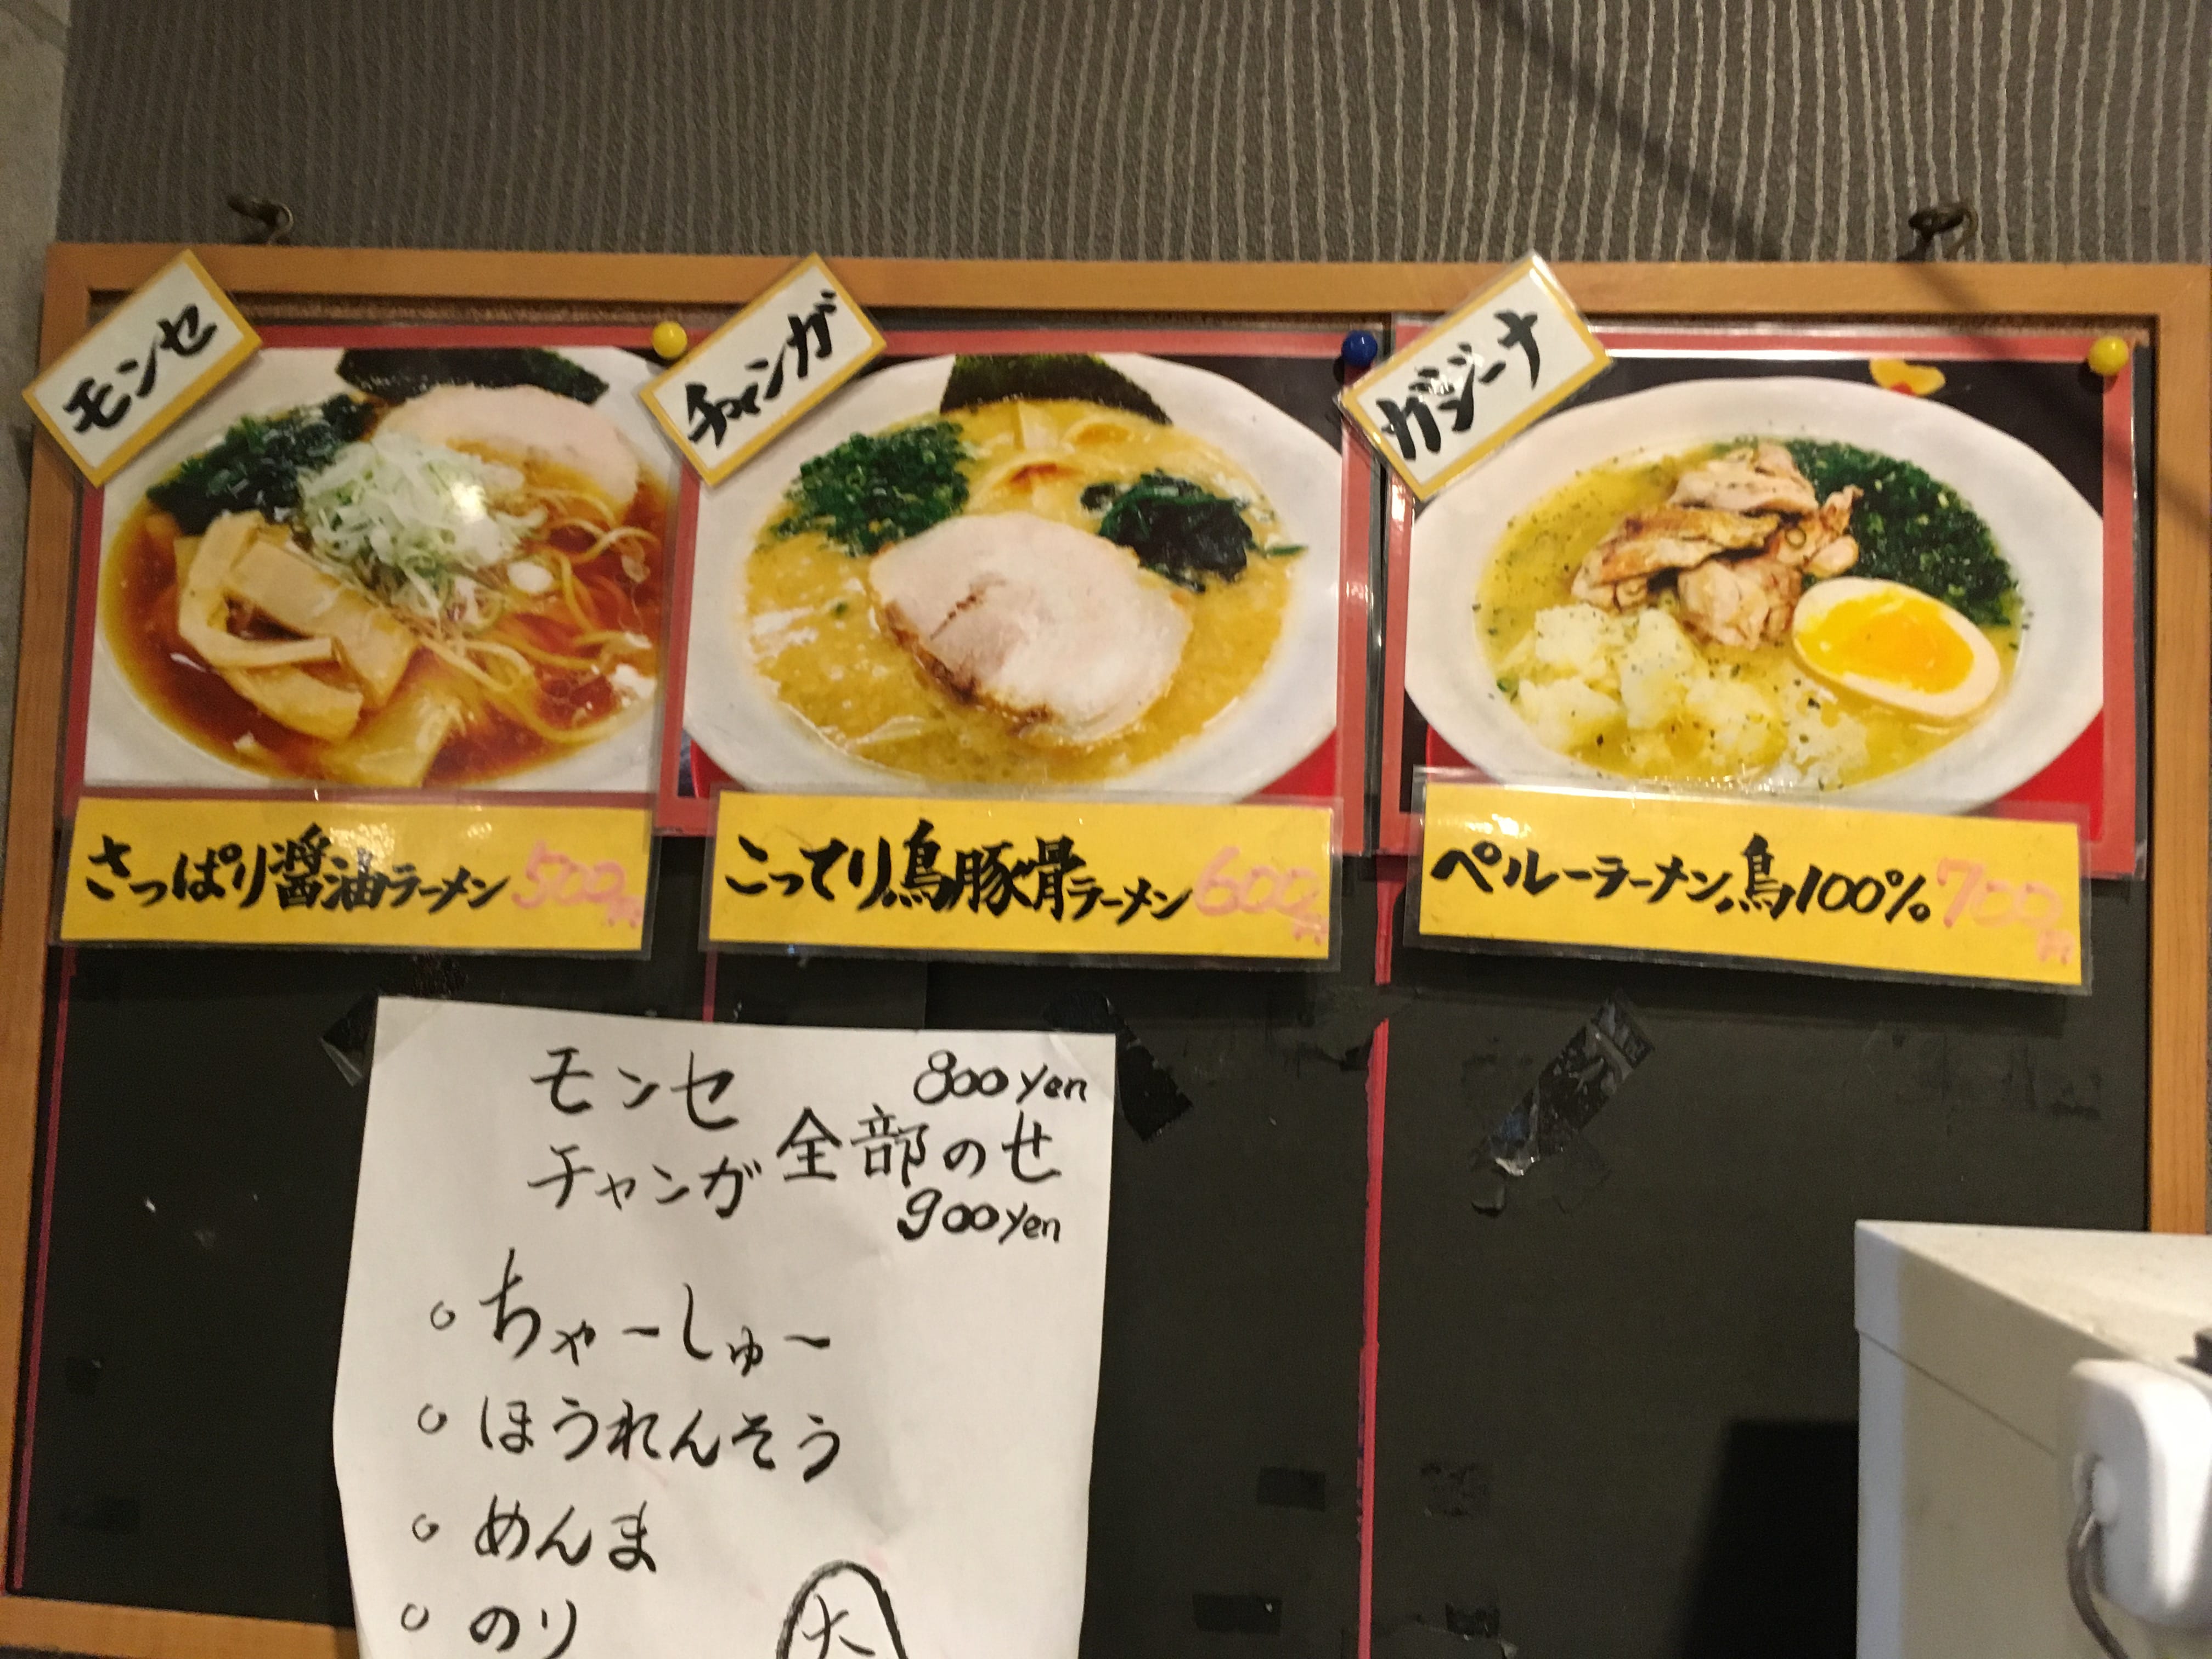 モンセ
チャンガ
ガジーナ
さっぱり醤油ラーメン 500円
こってり鳥豚骨ラーメン 600円
ペルーラーメン鳥100% 700円
モンセ 800yen
チャンガ 全部のせ
900yen
○ ちゃーしゅー
○ ほうれんそう
○ めんま
○ のり
大